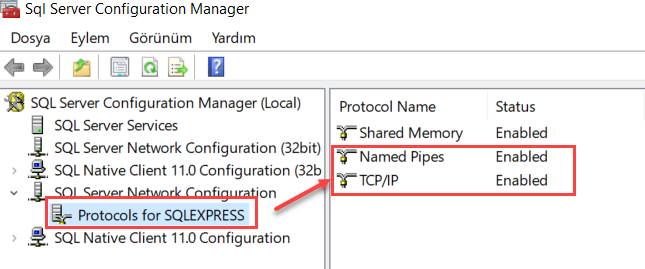 Sql Server Configuration Manager
Dosya Eylem Görünüm Yardım
SQL Server Configuration Manager (Local)
SQL Server Services
SQL Server Network Configuration (32bit)
SQL Native Client 11.0 Configuration (32b
SQL Server Network Configuration
Protocols for SQLEXPRESS
SQL Native Client 11.0 Configuration
Protocol Name Status
Shared Memory Enabled
Named Pipes Enabled
TCP/IP Enabled